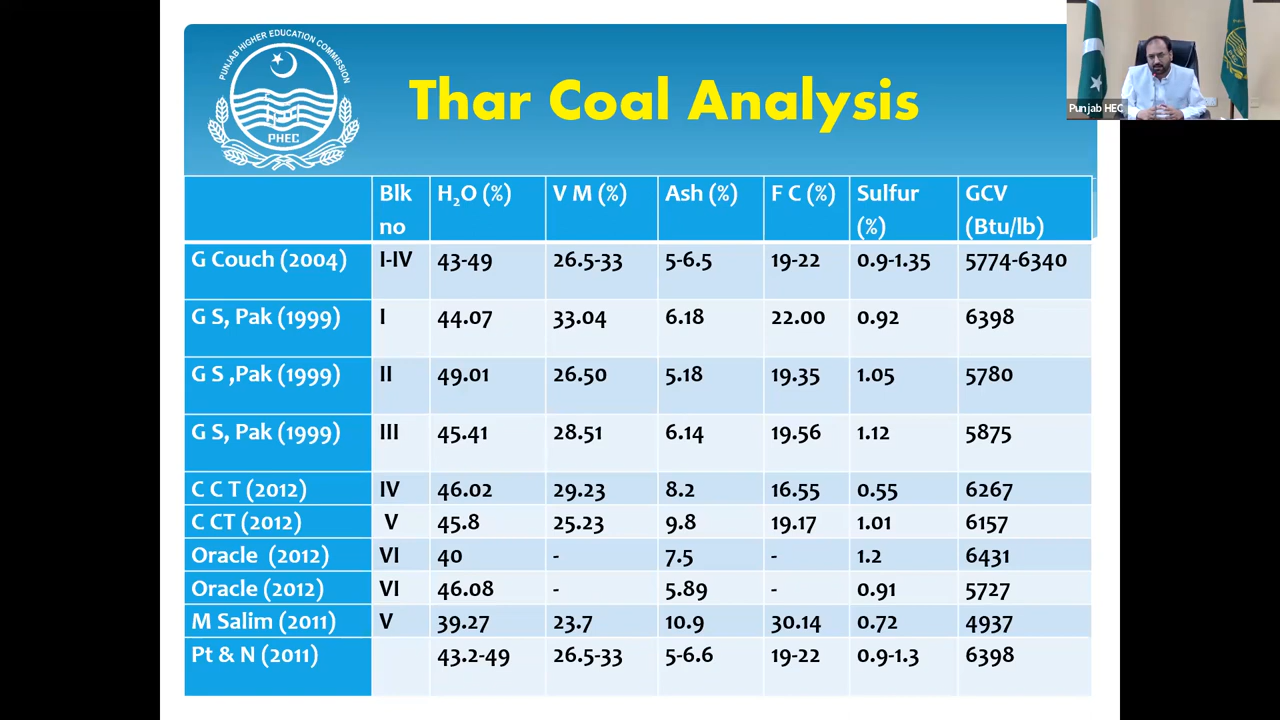 PUNJAB HIGHER EDUCATION COMMISSION
PHEC
Thar Coal Analysis
Punjab HEC
Blk no H₂O (%) V M (%) Ash (%) F C (%) Sulfur (%) GCV (Btu/lb)
G Couch (2004) I-IV 43-49 26.5-33 5-6.5 19-22 0.9-1.35 5774-6340
G S, Pak (1999) I 44.07 33.04 6.18 22.00 0.92 6398
G S ,Pak (1999) II 49.01 26.50 5.18 19.35 1.05 5780
G S, Pak (1999) III 45.41 28.51 6.14 19.56 1.12 5875
C C T (2012) IV 46.02 29.23 8.2 16.55 0.55 6267
C CT (2012) V 45.8 25.23 9.8 19.17 1.01 6157
Oracle (2012) VI 40 - 7.5 - 1.2 6431
Oracle (2012) VI 46.08 - 5.89 - 0.91 5727
M Salim (2011) V 39.27 23.7 10.9 30.14 0.72 4937
Pt & N (2011) 43.2-49 26.5-33 5-6.6 19-22 0.9-1.3 6398